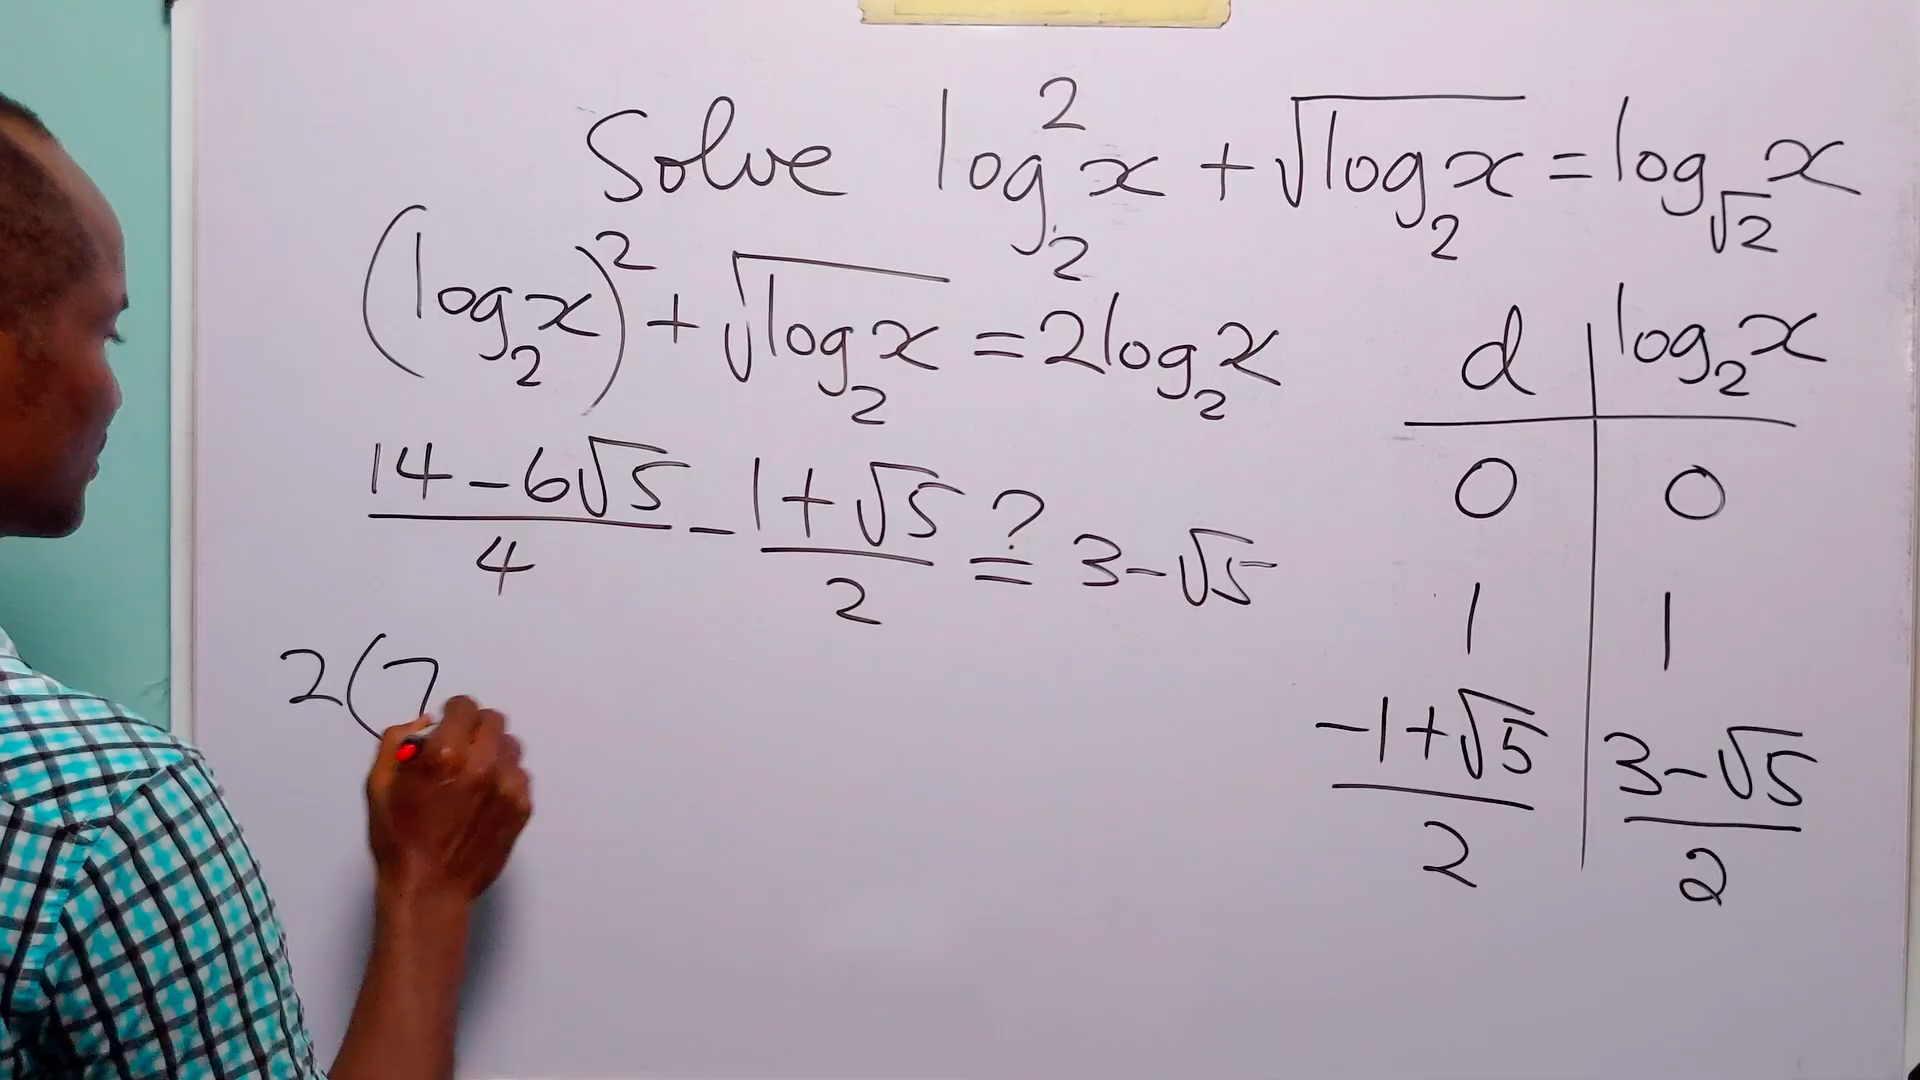 Solve log₂²x + √log₂x = log_√2 x
(log₂x)² + √log₂x = 2log₂x
(14-6√5)/4 - (1+√5)/2 ≟ 3-√5
2(7
d | log₂x
0 | 0
1 | 1
(-1+√5)/2 | (3-√5)/2